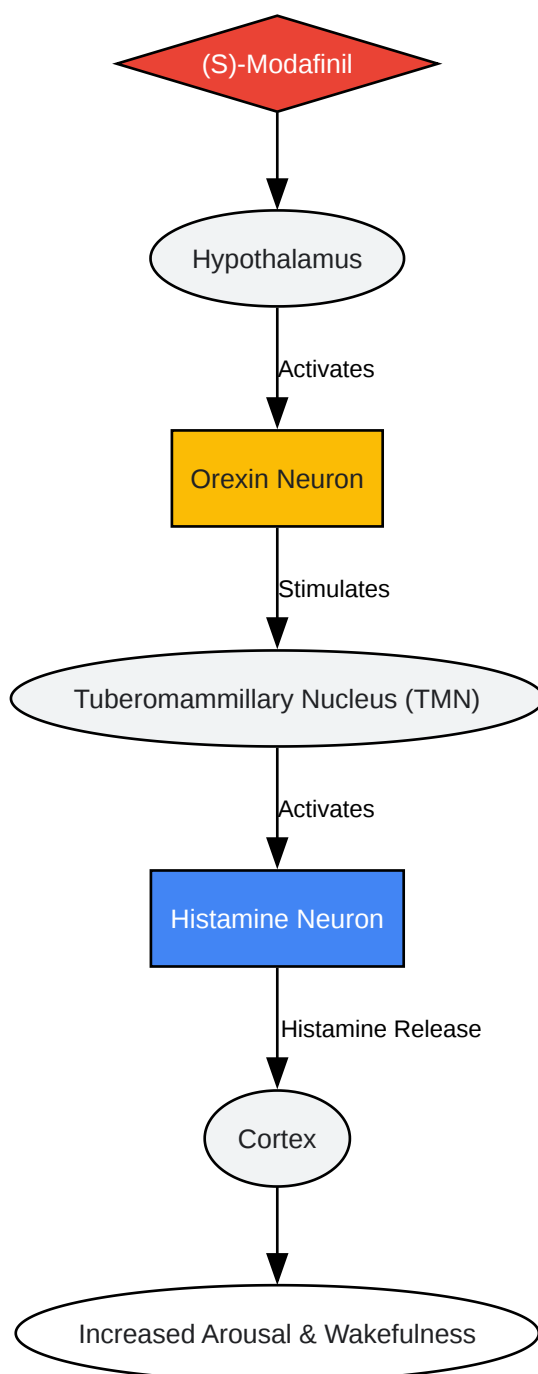 (S)-Modafinil
Hypothalamus
Activates
Orexin Neuron
Stimulates
Tuberomammillary Nucleus (TMN)
Activates
Histamine Neuron
Histamine Release
Cortex
Increased Arousal & Wakefulness